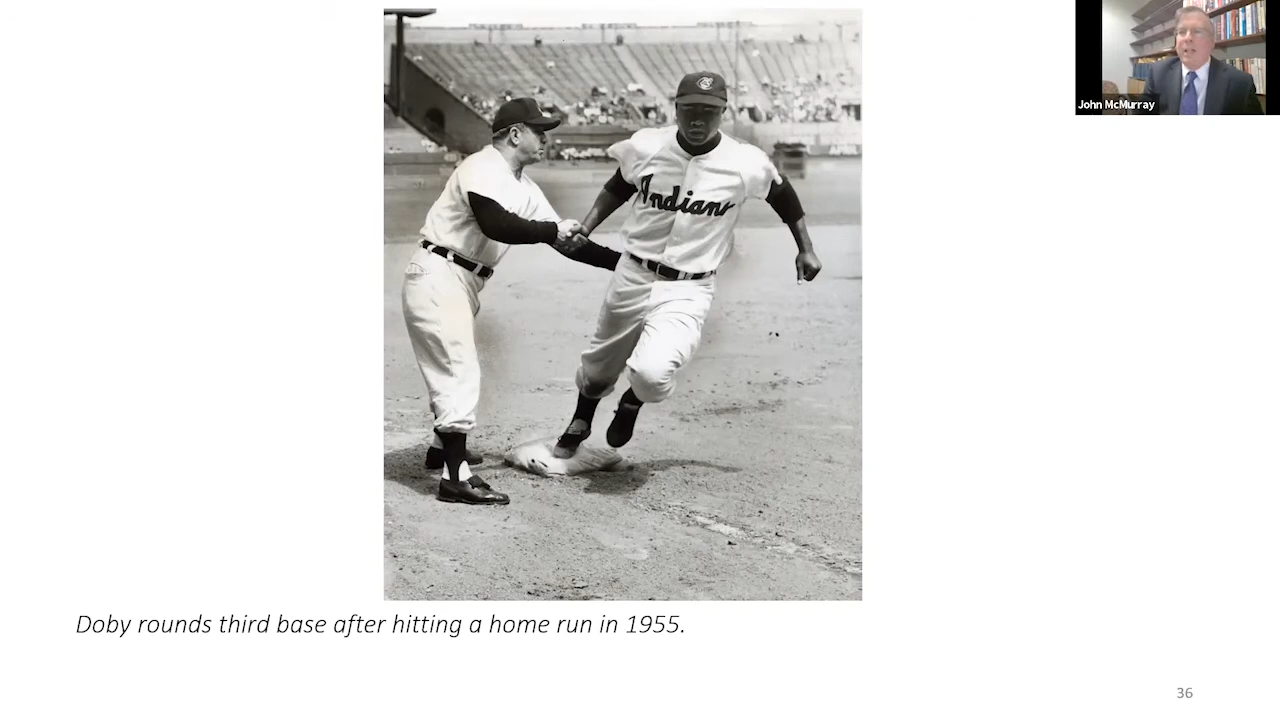 John McMurray
Indians
Doby rounds third base after hitting a home run in 1955.
36